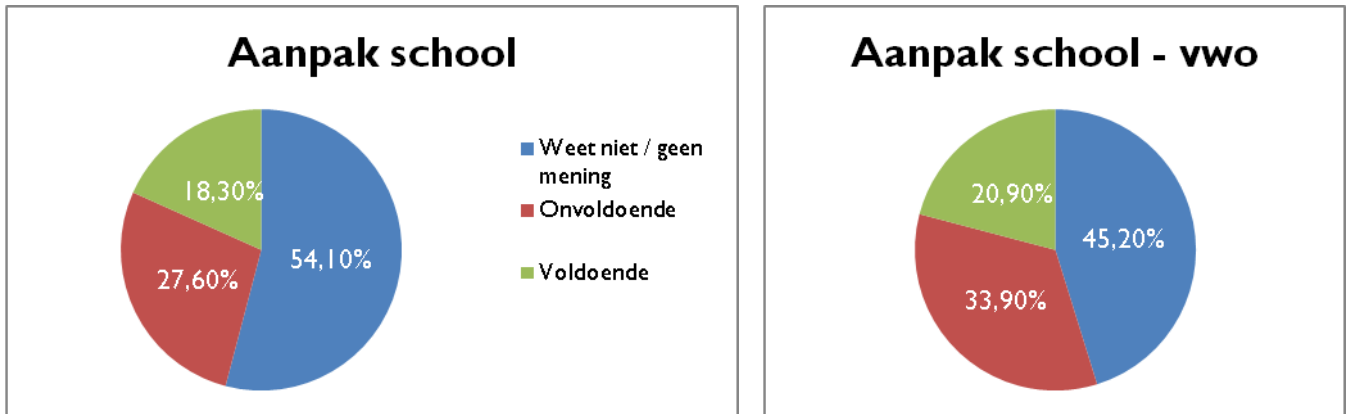 Aanpak school
Weet niet / geen
mening
Onvoldoende
Voldoende
18,30%
54,10%
27,60%
Aanpak school - vwo
20,90%
45,20%
33,90%